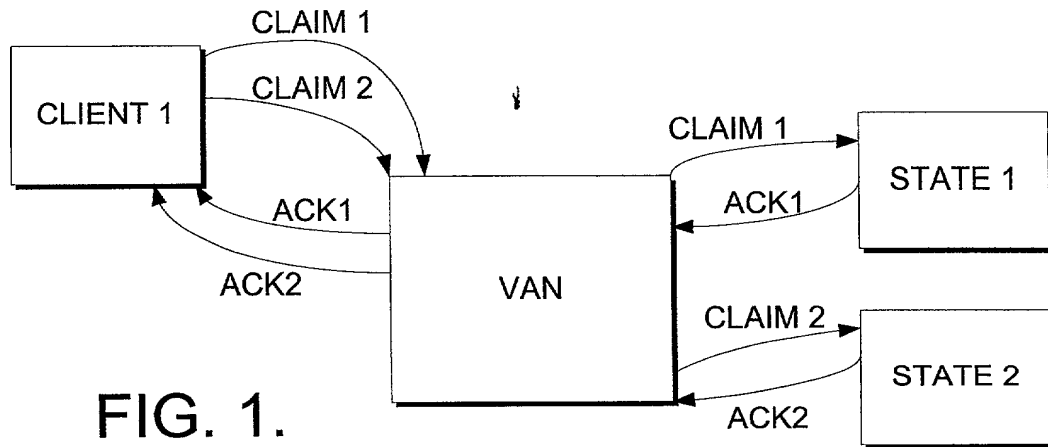 CLAIM 1
CLIENT 1
CLAIM 2
CLAIM 1
STATE 1
ACK1
ACK1
ACK2
VAN
CLAIM 2
STATE 2
ACK2
FIG. 1.